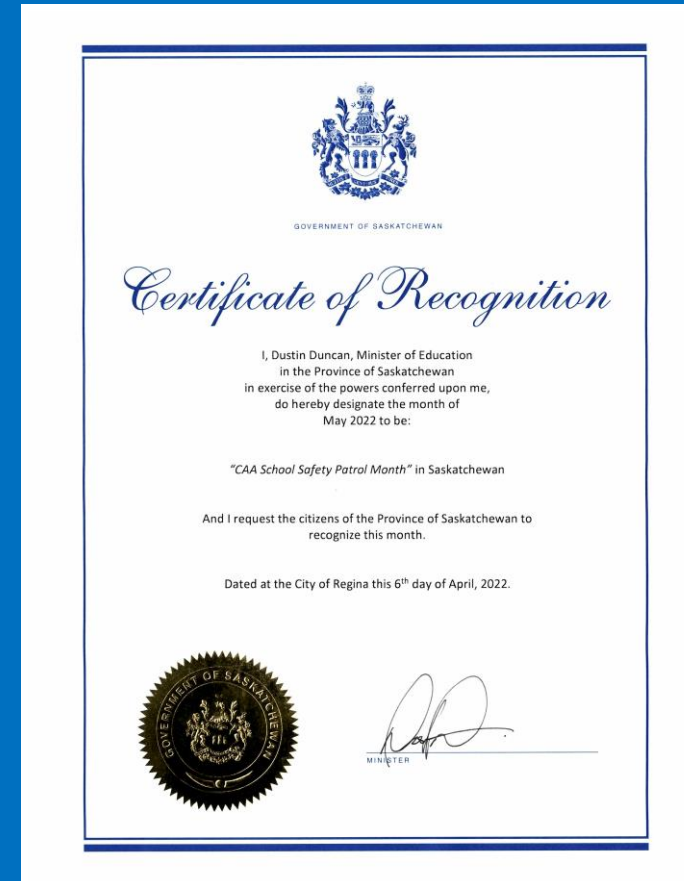 GOVERNMENT OF SASKATCHEWAN
Certificate of Recognition
I, Dustin Duncan, Minister of Education
in the Province of Saskatchewan
in exercise of the powers conferred upon me,
do hereby designate the month of
May 2022 to be:
"CAA School Safety Patrol Month" in Saskatchewan
And I request the citizens of the Province of Saskatchewan to
recognize this month.
Dated at the City of Regina this 6th day of April, 2022.
GOVERNMENT OF SASKATCHEWAN
MINISTER